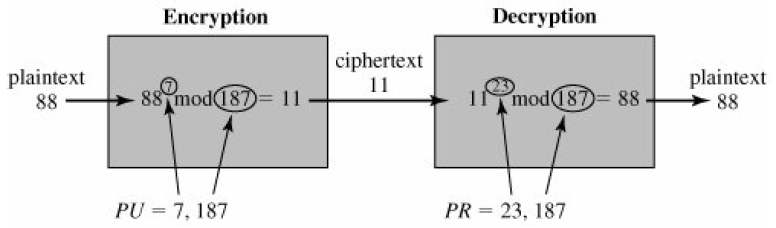 Encryption
Decryption
plaintext
88
88^7 mod 187 = 11
ciphertext
11
11^23 mod 187 = 88
plaintext
88
PU = 7, 187
PR = 23, 187